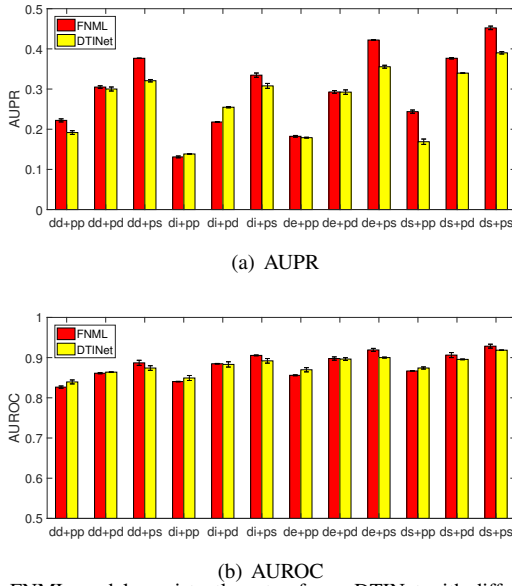 0.5
0.4
0.3
0.2
0.1
0
AUPR
FNML
DTINet
dd+pp dd+pd dd+ps di+pp di+pd di+ps de+pp de+pd de+ps ds+pp ds+pd ds+ps
(a) AUPR
1
0.9
0.8
0.7
0.6
0.5
AUROC
FNML
DTINet
dd+pp dd+pd dd+ps di+pp di+pd di+ps de+pp de+pd de+ps ds+pp ds+pd ds+ps
(b) AUROC